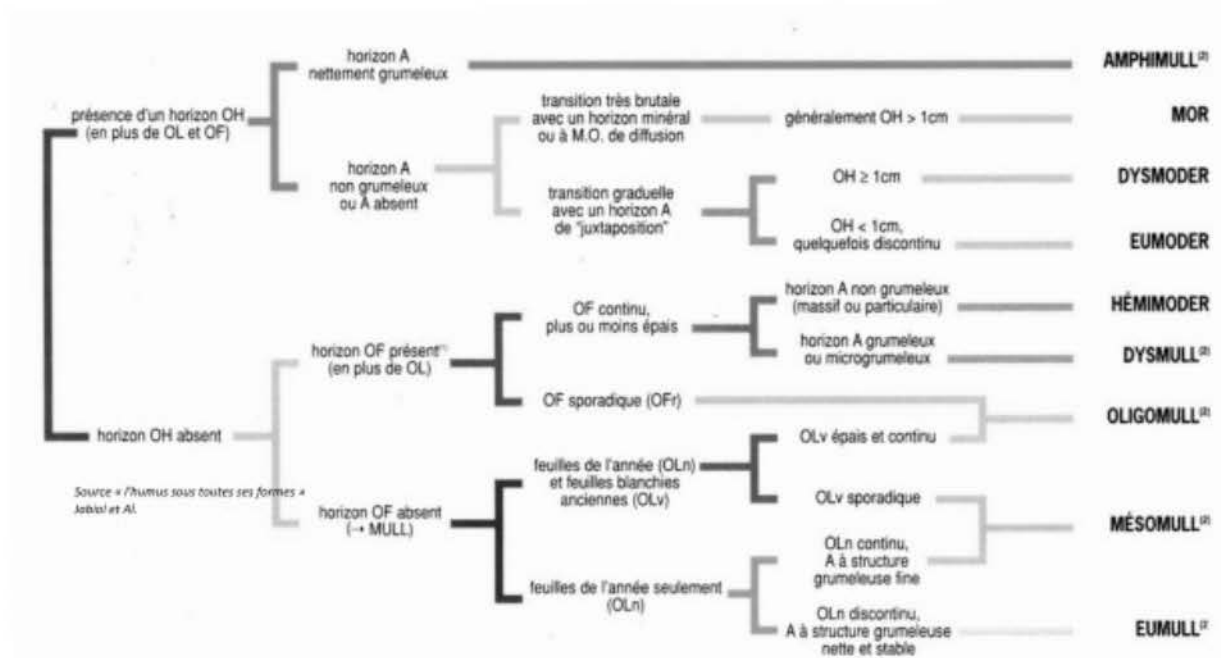 horizon A
nettement grumeleux
AMPHIMULL⁽²⁾
présence d'un horizon OH
(en plus de OL et OF)
transition très brutale
avec un horizon minéral
ou à M.O. de diffusion
généralement OH > 1cm
MOR
horizon A
non grumeleux
ou A absent
OH ≥ 1cm
DYSMODER
transition graduelle
avec un horizon A
de "juxtaposition"
OH < 1cm,
quelquefois discontinu
EUMODER
OF continu,
plus ou moins épais
horizon A non grumeleux
(massif ou particulaire)
HÉMIMODER
horizon OF présent⁽¹⁾
(en plus de OL)
horizon A grumeleux
ou microgrumeleux
DYSMULL⁽²⁾
OF sporadique (OFr)
OLIGOMULL⁽²⁾
horizon OH absent
OLv épais et continu
feuilles de l'année (OLn)
et feuilles blanchies
anciennes (OLv)
Source « l'humus sous toutes ses formes »
Jabiol et Al.
OLv sporadique
horizon OF absent
(→ MULL)
MÉSOMULL⁽²⁾
OLn continu,
A à structure
grumeleuse fine
feuilles de l'année seulement
(OLn)
OLn discontinu,
A à structure grumeleuse
nette et stable
EUMULL⁽²